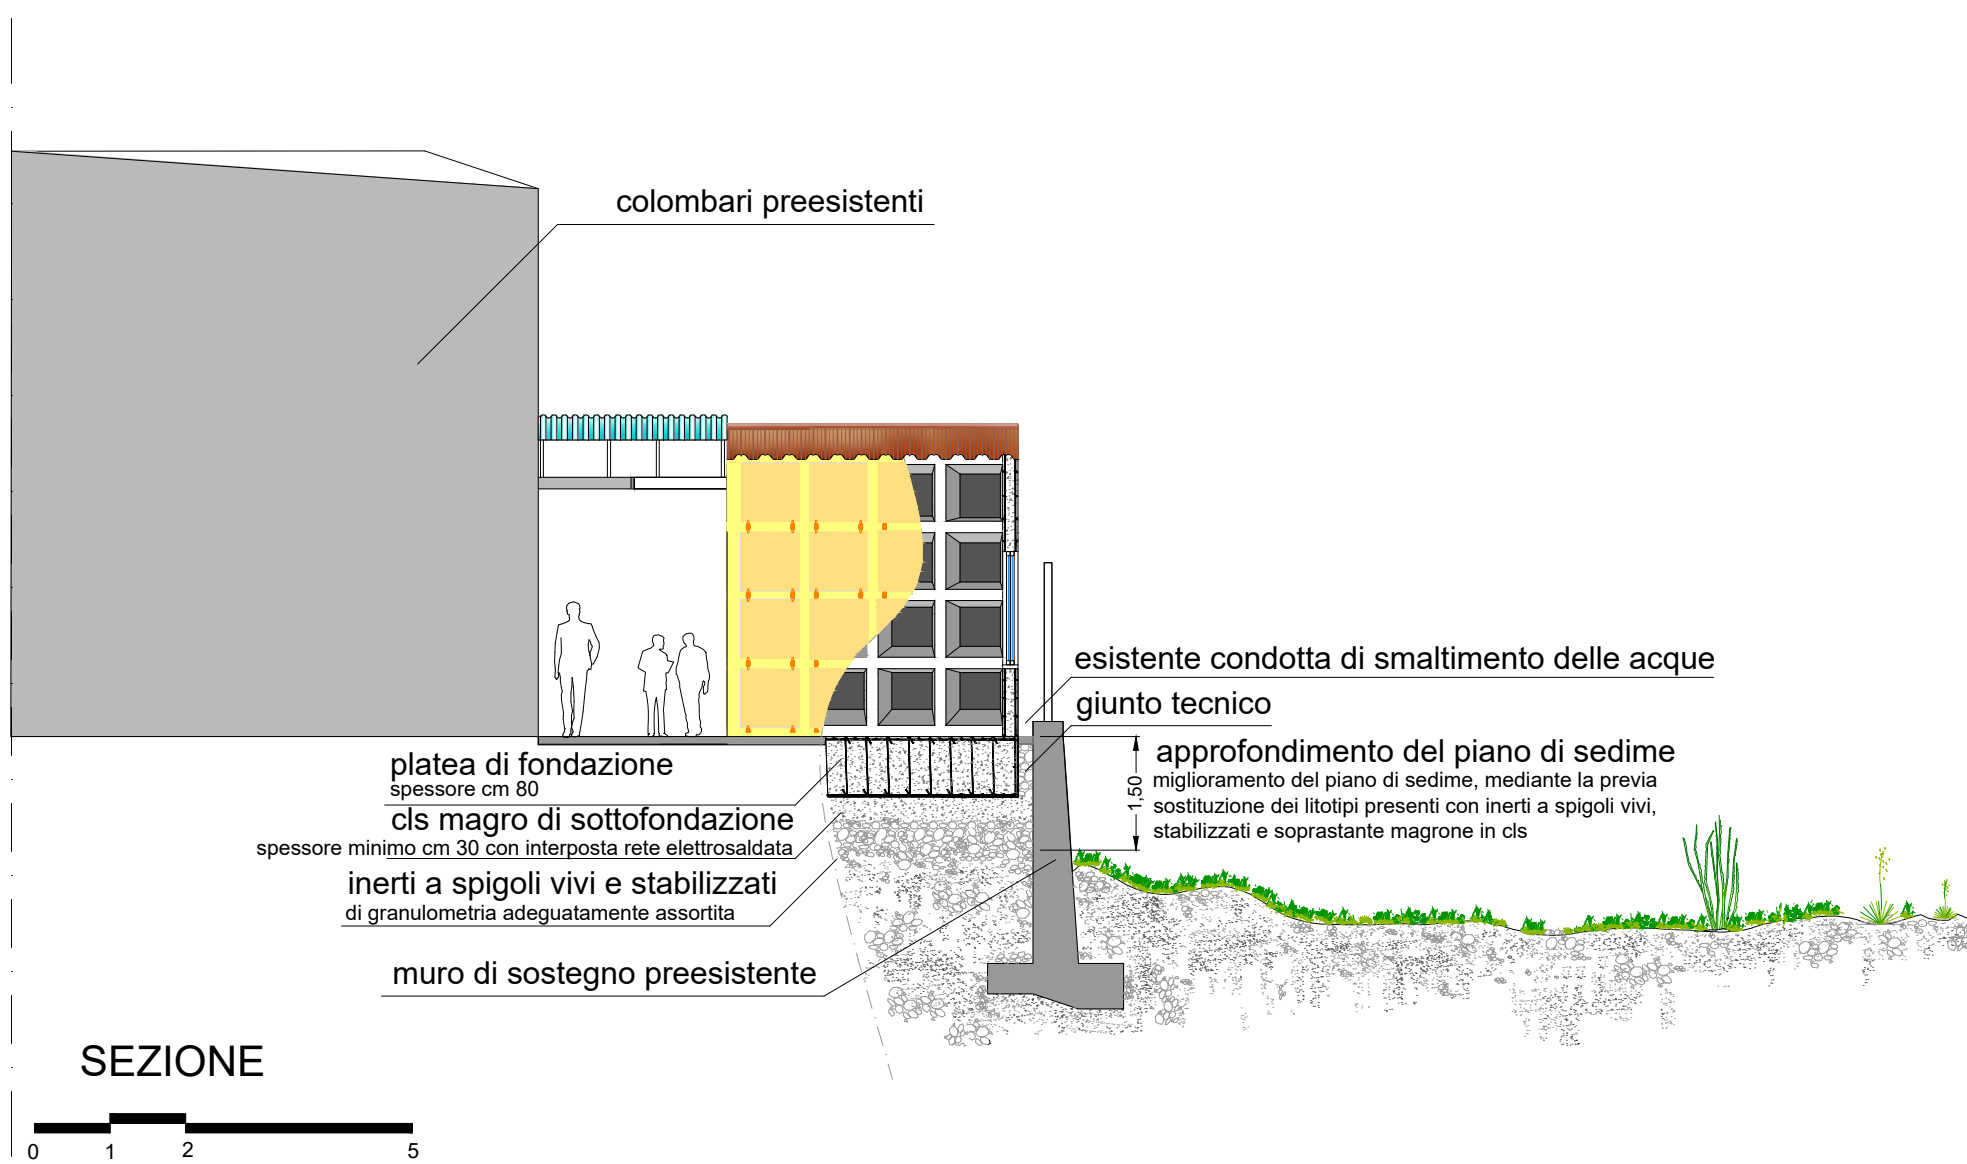 colombari preesistenti
esistente condotta di smaltimento delle acque
giunto tecnico
approfondimento del piano di sedime
miglioramento del piano di sedime, mediante la previa
sostituzione dei litotipi presenti con inerti a spigoli vivi,
stabilizzati e soprastante magrone in cls
1,50
platea di fondazione
spessore cm 80
cls magro di sottofondazione
spessore minimo cm 30 con interposta rete elettrosaldata
inerti a spigoli vivi e stabilizzati
di granulometria adeguatamente assortita
muro di sostegno preesistente
SEZIONE
0 1 2 5